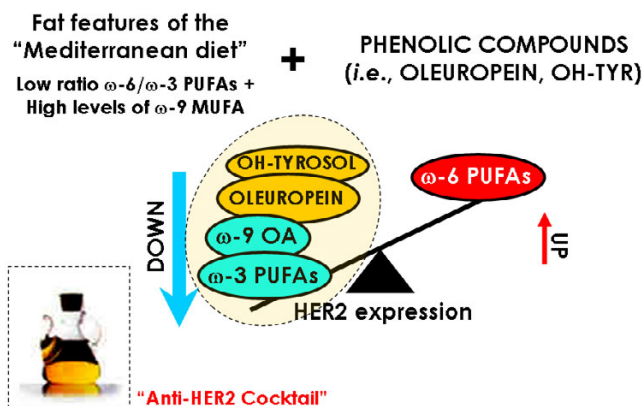 Fat features of the
"Mediterranean diet"
Low ratio ω-6/ω-3 PUFAs +
High levels of ω-9 MUFA
+
PHENOLIC COMPOUNDS
(i.e., OLEUROPEIN, OH-TYR)
OH-TYROSOL
OLEUROPEIN
ω-9 OA
ω-3 PUFAs
ω-6 PUFAs
DOWN
UP
HER2 expression
"Anti-HER2 Cocktail"